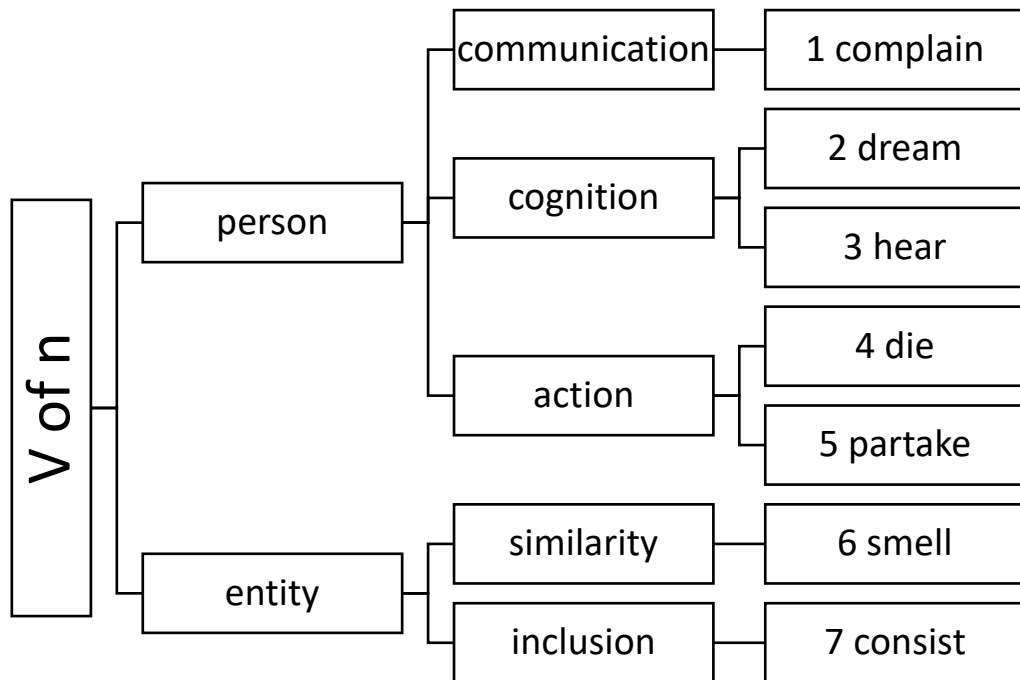 V of n
person
communication
1 complain
cognition
2 dream
3 hear
action
4 die
5 partake
entity
similarity
6 smell
inclusion
7 consist